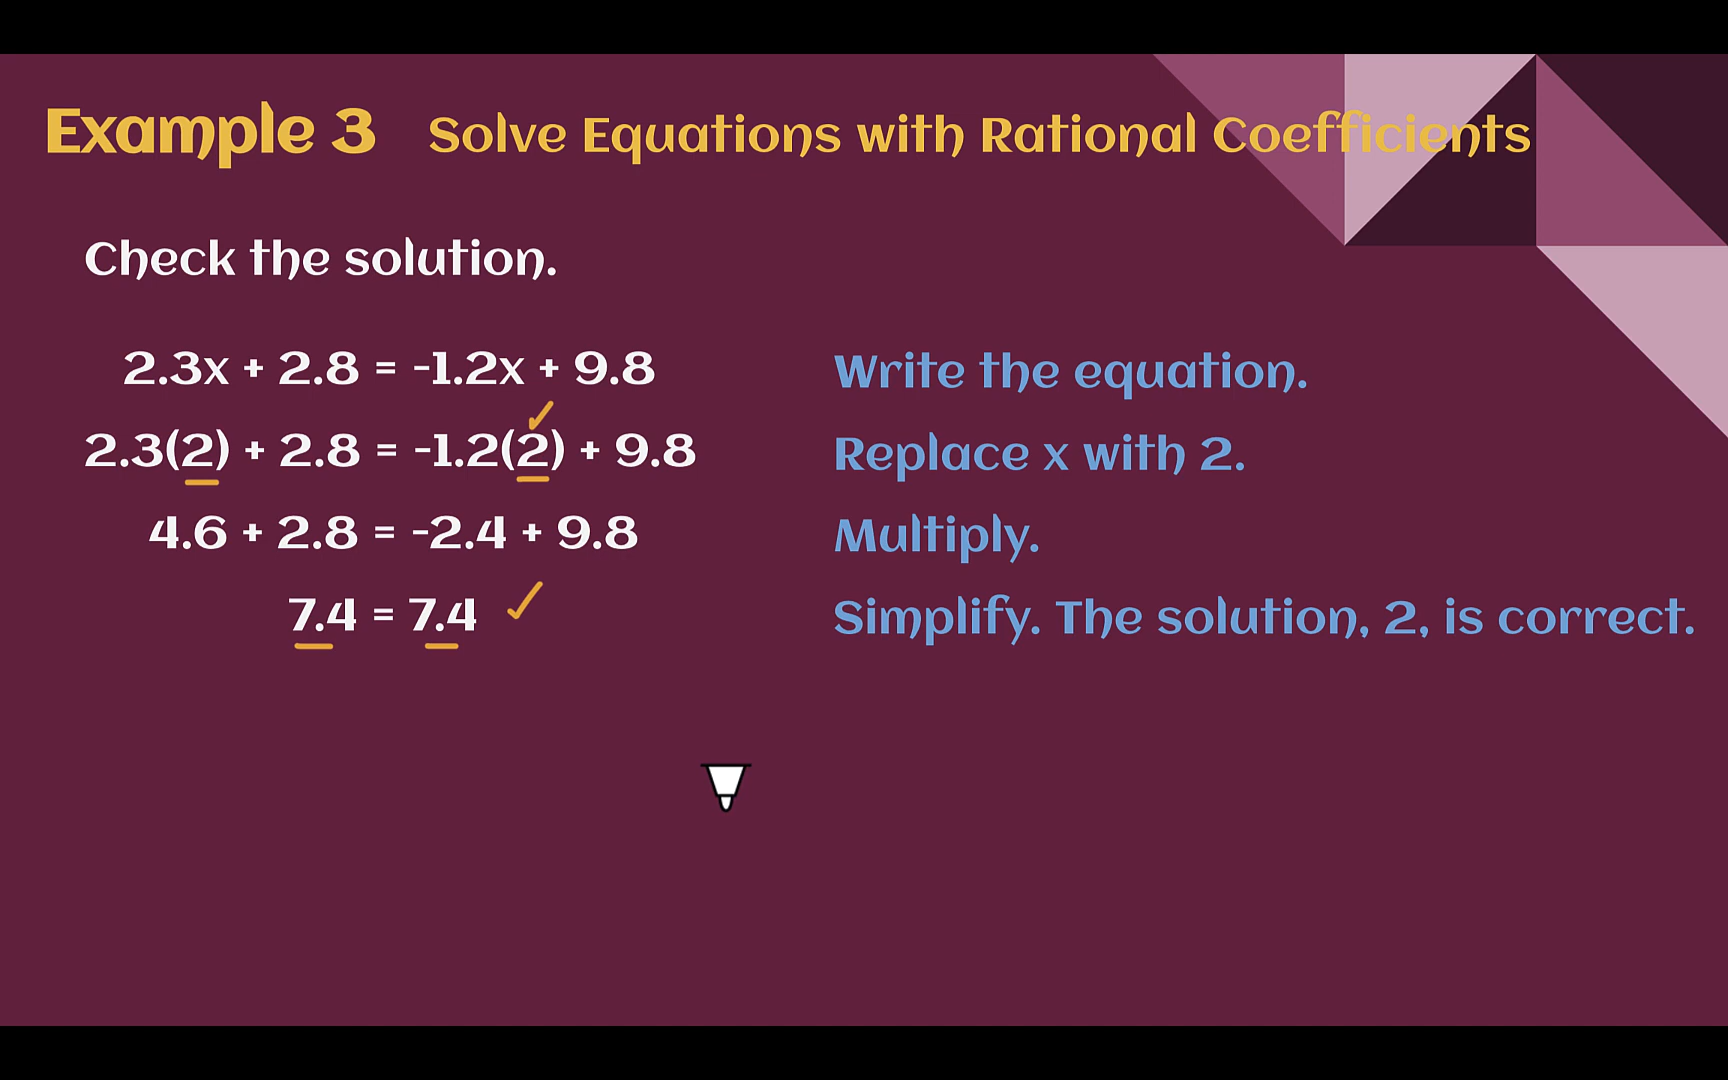 Example 3 Solve Equations with Rational Coefficients
Check the solution.
2.3x + 2.8 = -1.2x + 9.8 Write the equation.
2.3(2) + 2.8 = -1.2(2) + 9.8 Replace x with 2.
4.6 + 2.8 = -2.4 + 9.8 Multiply.
7.4 = 7.4 ✓ Simplify. The solution, 2, is correct.